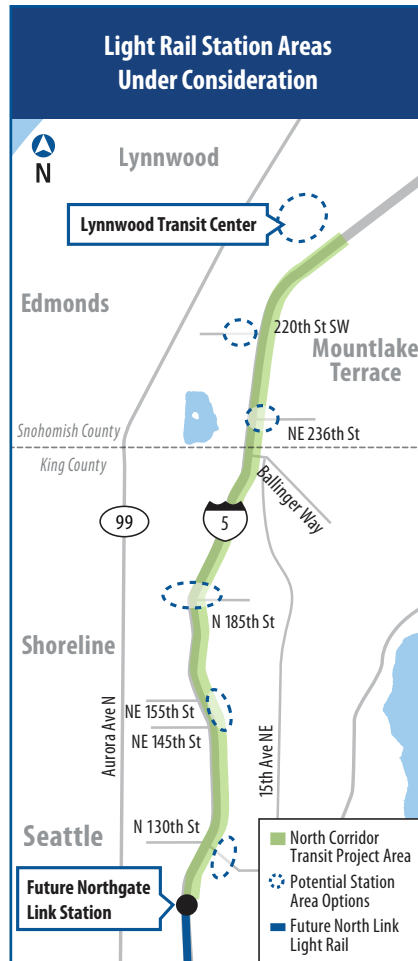 Light Rail Station Areas
Under Consideration
N
Lynnwood
Lynnwood Transit Center
Edmonds
220th St SW
Mountlake
Terrace
Snohomish County
NE 236th St
King County
Ballinger Way
99
5
N 185th St
Shoreline
Aurora Ave N
NE 155th St
NE 145th St
15th Ave NE
N 130th St
Seattle
Future Northgate
Link Station
North Corridor
Transit Project Area
Potential Station
Area Options
Future North Link
Light Rail